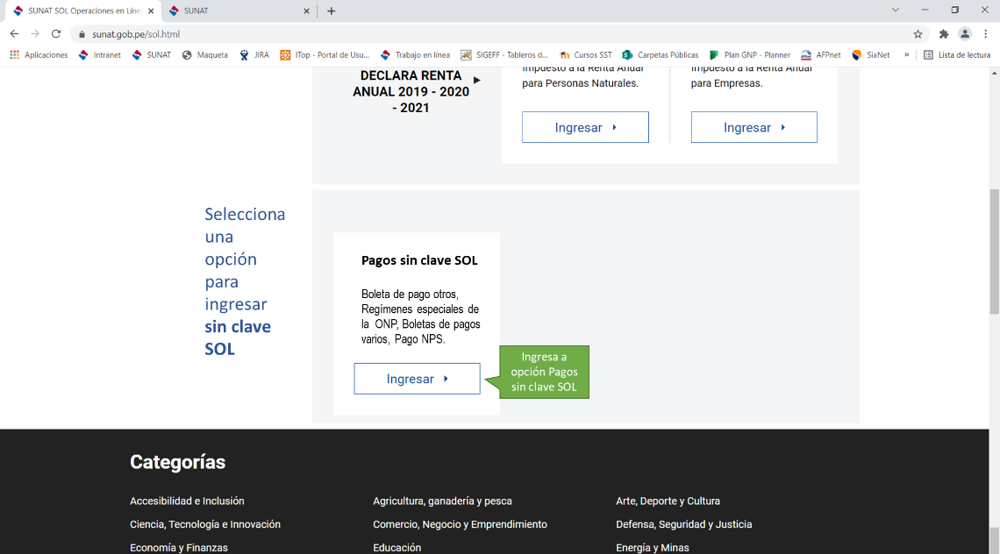 SUNAT SOL Operaciones en Líne
SUNAT
sunat.gob.pe/sol.html
Aplicaciones
Intranet
SUNAT
Maqueta
JIRA
ITop - Portal de Usu...
Trabajo en línea
SIGEFF - Tableros d...
Cursos SST
Carpetas Públicas
Plan GNP - Planner
AFPnet
SiaNet
»
Lista de lectura
DECLARA RENTA
ANUAL 2019 - 2020
- 2021
Impuesto a la Renta Anual
para Personas Naturales.
Ingresar
Impuesto a la Renta Anual
para Empresas.
Ingresar
Selecciona
una
opción
para
ingresar
sin clave
SOL
Pagos sin clave SOL
Boleta de pago otros,
Regímenes especiales de
la ONP, Boletas de pagos
varios, Pago NPS.
Ingresar
Ingresa a
opción Pagos
sin clave SOL
Categorías
Accesibilidad e Inclusión
Agricultura, ganadería y pesca
Arte, Deporte y Cultura
Ciencia, Tecnología e Innovación
Comercio, Negocio y Emprendimiento
Defensa, Seguridad y Justicia
Economía y Finanzas
Educación
Energía y Minas